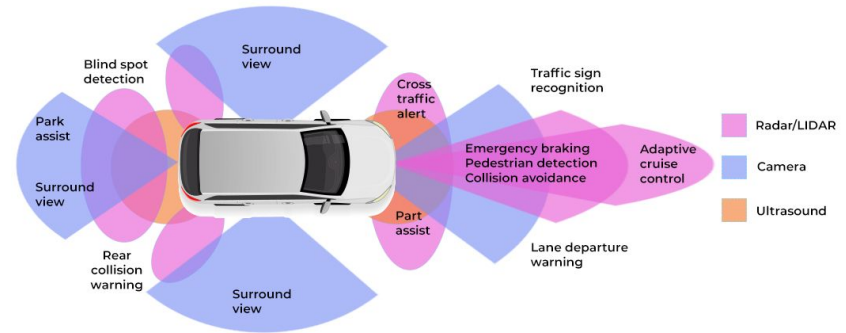 Surround
view
Blind spot
detection
Traffic sign
recognition
Cross
traffic
alert
Park
assist
Radar/LIDAR
Emergency braking
Pedestrian detection
Collision avoidance
Adaptive
cruise
control
Camera
Surround
view
Ultrasound
Part
assist
Rear
collision
warning
Lane departure
warning
Surround
view